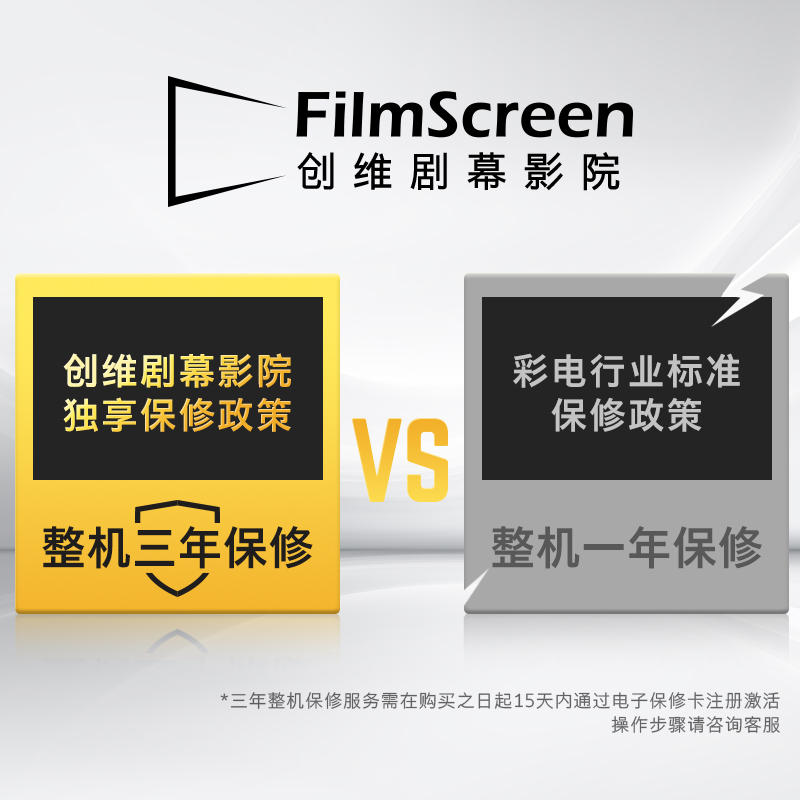 FilmScreen
创维剧幕影院
创维剧幕影院
独享保修政策
整机三年保修
VS
彩电行业标准
保修政策
整机一年保修
*三年整机保修服务需在购买之日起15天内通过电子保修卡注册激活
操作步骤请咨询客服